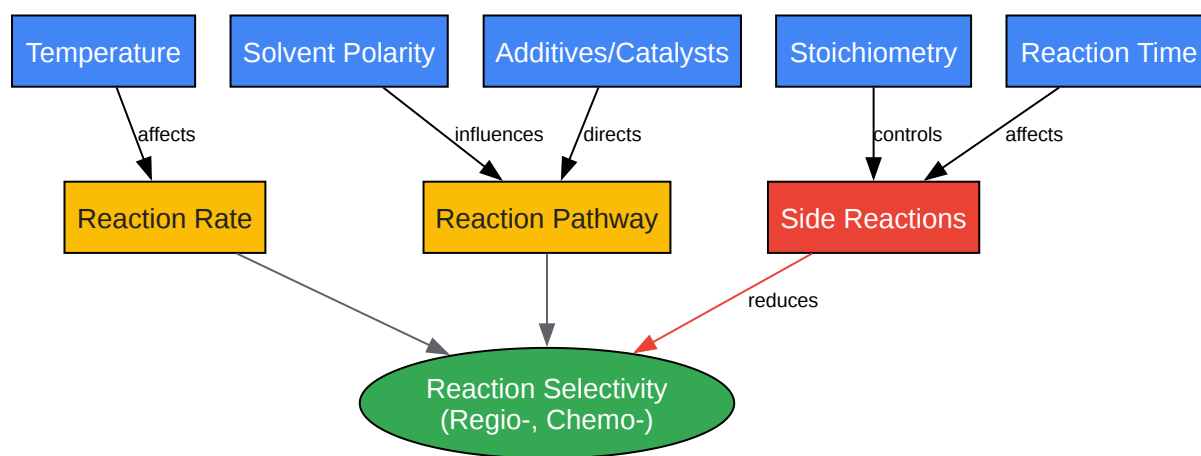 Temperature
Solvent Polarity
Additives/Catalysts
Stoichiometry
Reaction Time
affects
influences
directs
controls
affects
Reaction Rate
Reaction Pathway
Side Reactions
reduces
Reaction Selectivity
(Regio-, Chemo-)